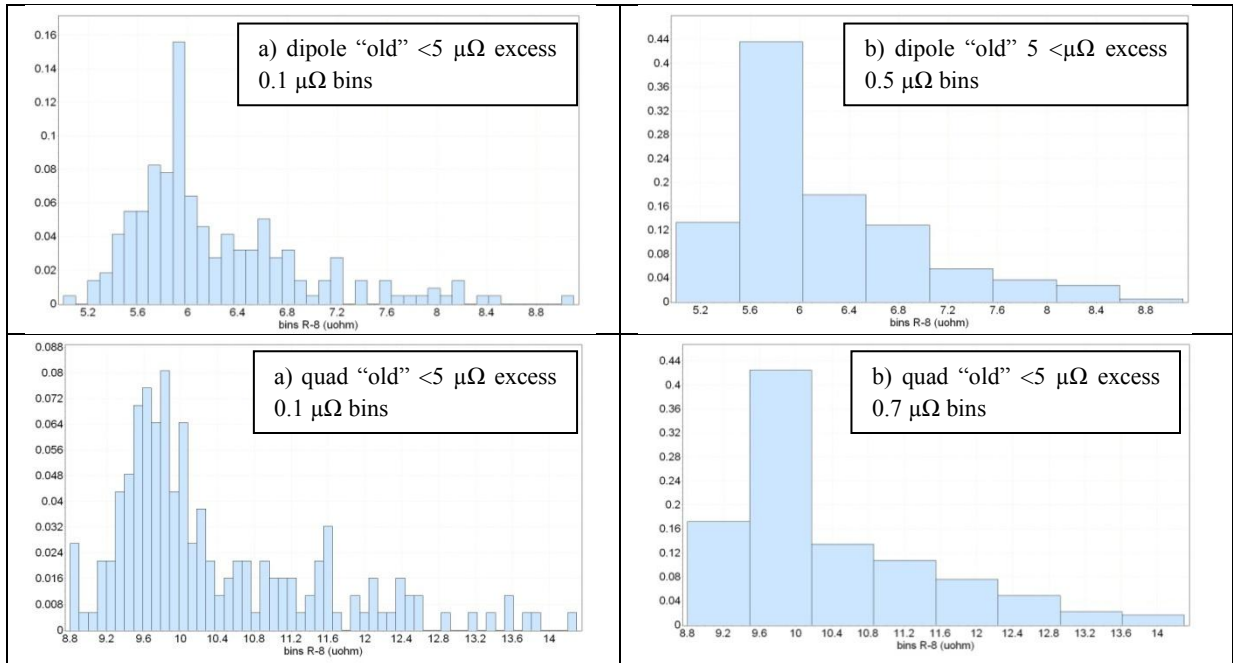 a) dipole “old” <5 μΩ excess
0.1 μΩ bins
0.16
0.14
0.12
0.1
0.08
0.06
0.04
0.02
0
5.2 5.6 6 6.4 6.8 7.2 7.6 8 8.4 8.8
bins R-8 (uohm)
b) dipole “old” 5 <μΩ excess
0.5 μΩ bins
0.44
0.4
0.36
0.32
0.28
0.24
0.2
0.16
0.12
0.08
0.04
0
5.2 5.6 6 6.4 6.8 7.2 7.6 8 8.4 8.8
bins R-8 (uohm)
a) quad “old” <5 μΩ excess
0.1 μΩ bins
0.088
0.08
0.072
0.064
0.056
0.048
0.04
0.032
0.024
0.016
0.008
0
8.8 9.2 9.6 10 10.4 10.8 11.2 11.6 12 12.4 12.8 13.2 13.6 14
bins R-8 (uohm)
b) quad “old” <5 μΩ excess
0.7 μΩ bins
0.44
0.4
0.36
0.32
0.28
0.24
0.2
0.16
0.12
0.08
0.04
0
8.8 9.2 9.6 10 10.4 10.8 11.2 11.6 12 12.4 12.8 13.2 13.6 14
bins R-8 (uohm)